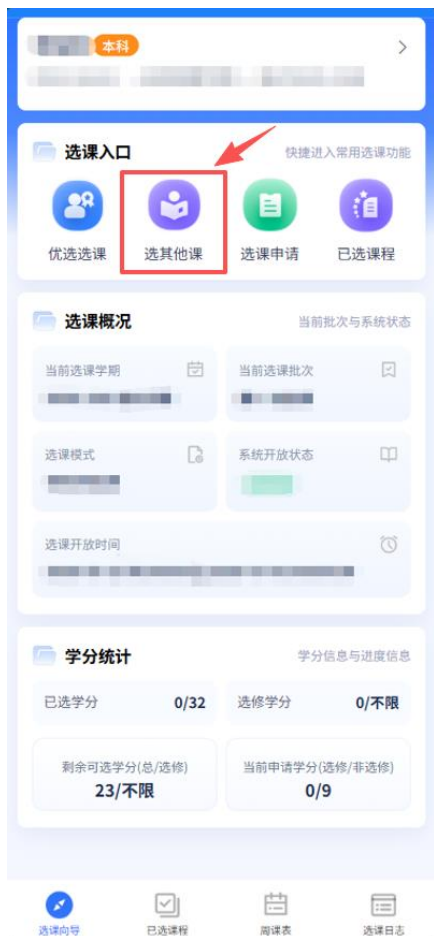 本科
选课入口
快捷进入常用选课功能
优选选课
选其他课
选课申请
已选课程
选课概况
当前批次与系统状态
当前选课学期
当前选课批次
选课模式
系统开放状态
选课开放时间
学分统计
学分信息与进度信息
已选学分 0/32
选修学分 0/不限
剩余可选学分(总/选修)
23/不限
当前申请学分(选修/非选修)
0/9
选课向导
已选课程
周课表
选课日志